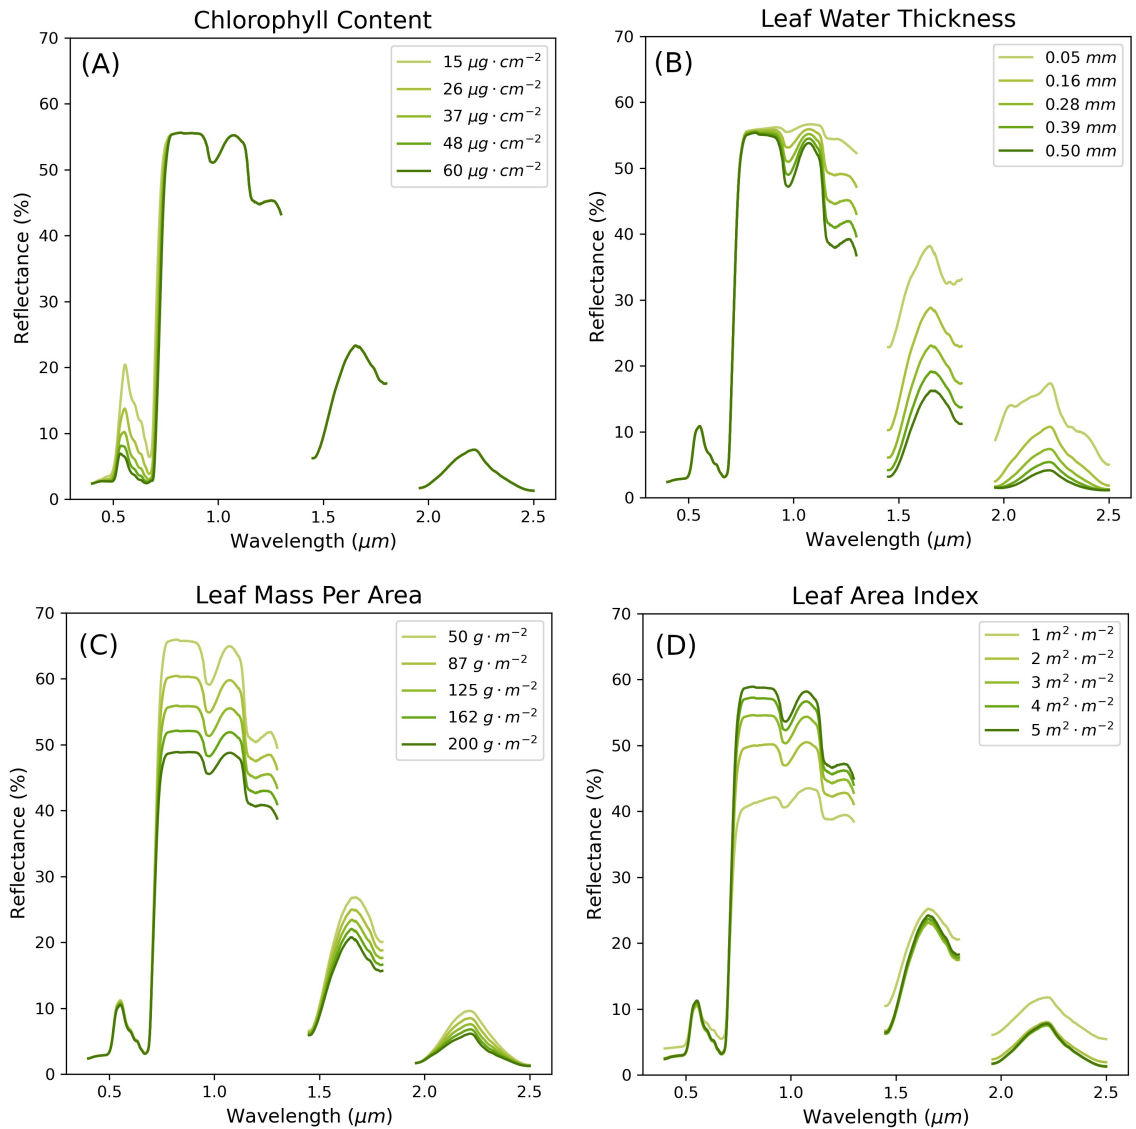 Chlorophyll Content
(A)
15 μg · cm⁻²
26 μg · cm⁻²
37 μg · cm⁻²
48 μg · cm⁻²
60 μg · cm⁻²
Reflectance (%)
70
60
50
40
30
20
10
0
0.5 1.0 1.5 2.0 2.5
Wavelength (μm)
Leaf Water Thickness
(B)
0.05 mm
0.16 mm
0.28 mm
0.39 mm
0.50 mm
Reflectance (%)
70
60
50
40
30
20
10
0
0.5 1.0 1.5 2.0 2.5
Wavelength (μm)
Leaf Mass Per Area
(C)
50 g · m⁻²
87 g · m⁻²
125 g · m⁻²
162 g · m⁻²
200 g · m⁻²
Reflectance (%)
70
60
50
40
30
20
10
0
0.5 1.0 1.5 2.0 2.5
Wavelength (μm)
Leaf Area Index
(D)
1 m² · m⁻²
2 m² · m⁻²
3 m² · m⁻²
4 m² · m⁻²
5 m² · m⁻²
Reflectance (%)
70
60
50
40
30
20
10
0
0.5 1.0 1.5 2.0 2.5
Wavelength (μm)